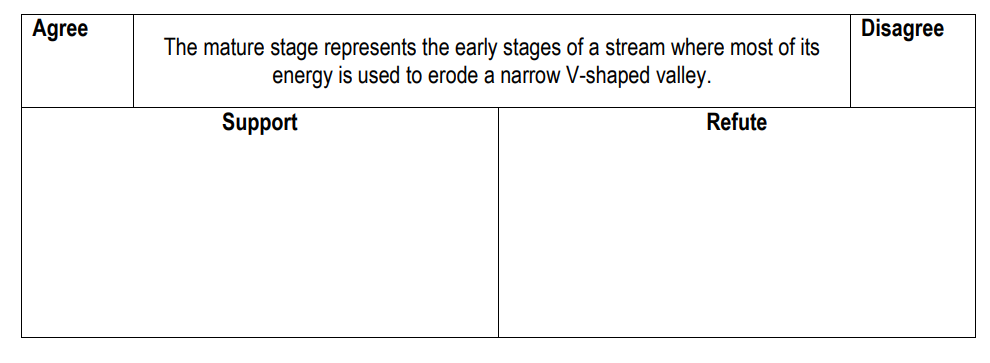 Agree
The mature stage represents the early stages of a stream where most of its
energy is used to erode a narrow V-shaped valley.
Disagree
Support
Refute